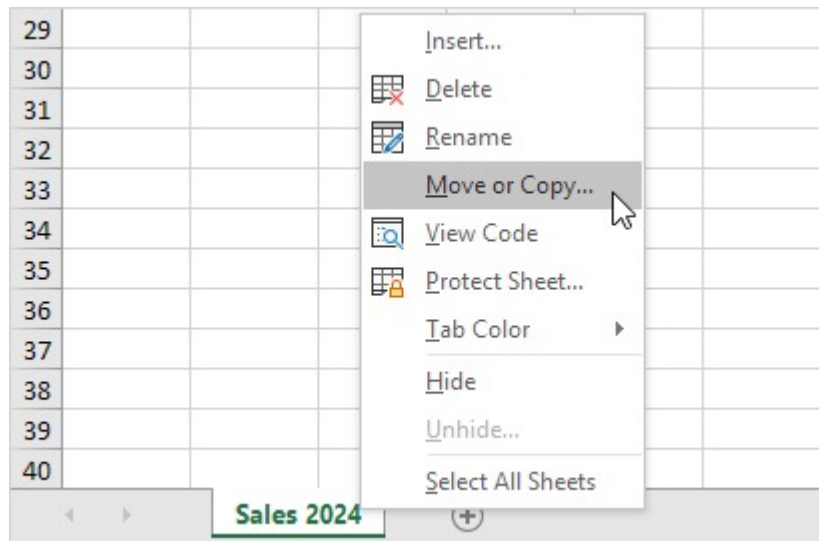 29
Insert...
30
Delete
31
Rename
32
33
Move or Copy...
34
View Code
35
Protect Sheet...
36
Tab Color
37
38
Hide
39
Unhide...
40
Select All Sheets
Sales 2024